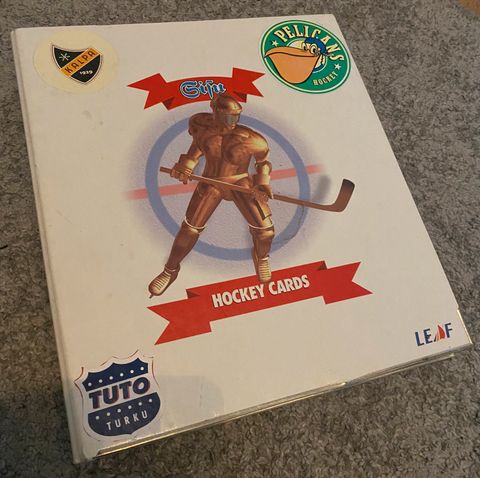 KALPA
1929
PELICANS
HOCKEY
Sisu
HOCKEY CARDS
LEAF
TUTO
TURKU